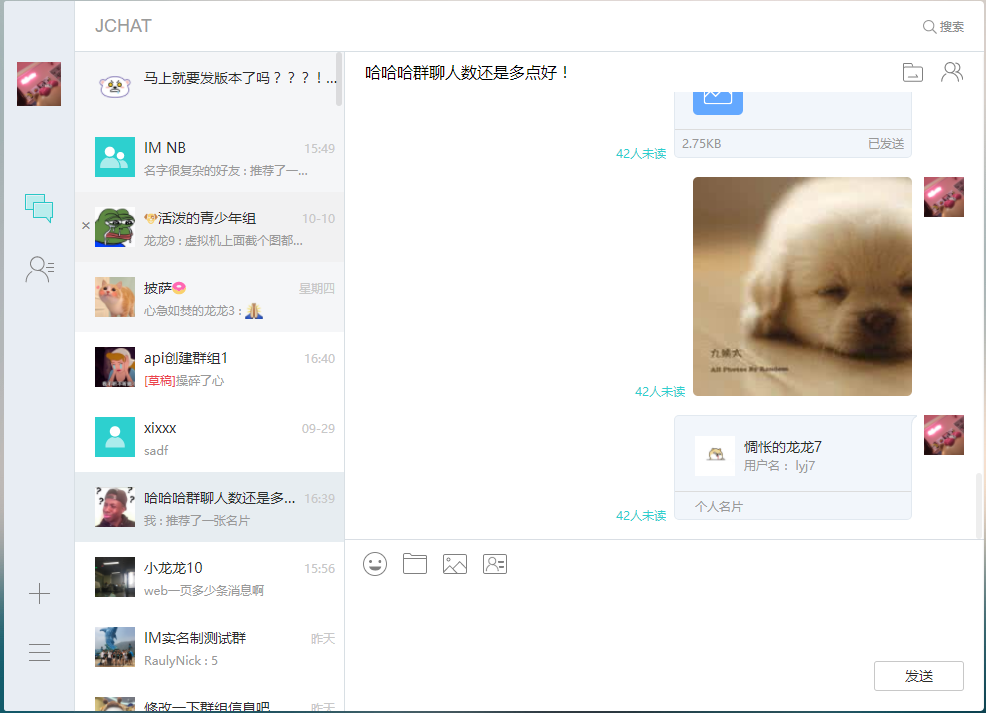 JCHAT
搜索
马上就要发版本了吗？？？！...
IM NB
15:49
名字很复杂的好友 : 推荐了一...
活泼的青少年组
10-10
龙龙9 : 虚拟机上面截个图都...
披萨
星期四
心急如焚的龙龙3 :
api创建群组1
16:40
[草稿]操碎了心
xixxx
09-29
sadf
哈哈哈群聊人数还是多...
16:39
我 : 推荐了一张名片
小龙龙10
15:56
web一页多少条消息啊
IM实名制测试群
昨天
RaulyNick : 5
修改一下群组信息吧
昨天
哈哈哈群聊人数还是多点好！
2.75KB
已发送
42人未读
All Photos By Random
42人未读
惆怅的龙龙7
用户名： lyj7
个人名片
42人未读
发送